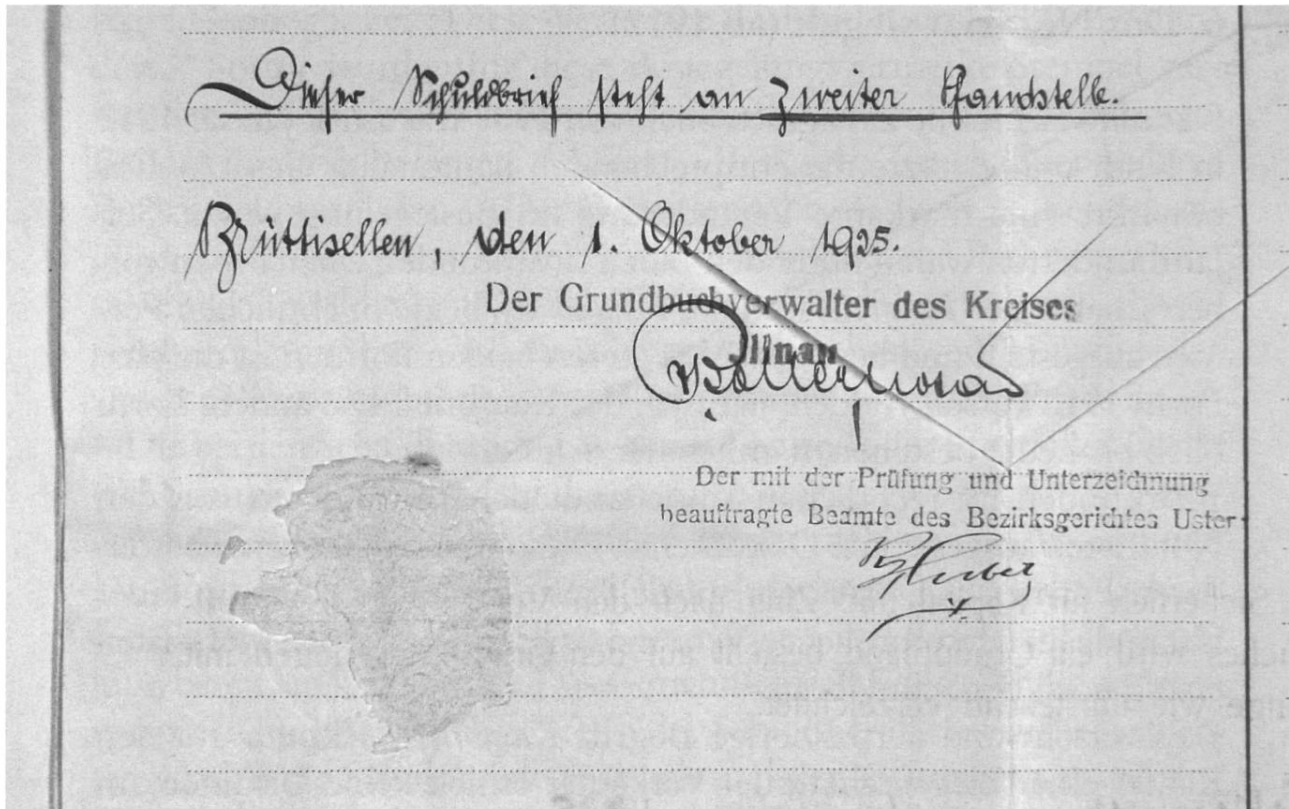 Dieser Schuldbrief steht an zweiter Pfandstelle.
Brüttisellen, den 1. Oktober 1925.
Der Grundbuchverwalter des Kreises
Illnau
Der mit der Prüfung und Unterzeichnung
beauftragte Beamte des Bezirksgerichtes Uster
Huber